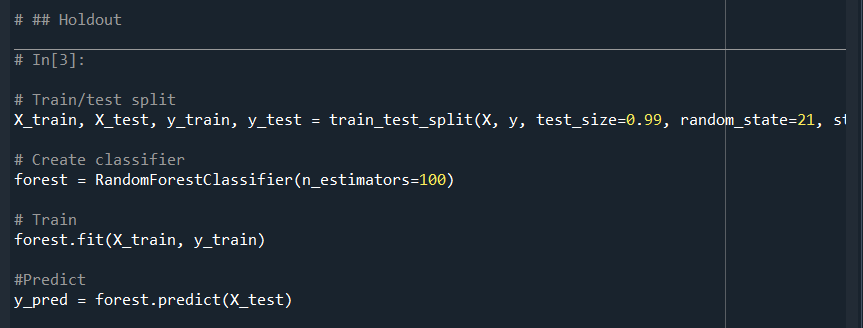 # ## Holdout
# In[3]:
# Train/test split
X_train, X_test, y_train, y_test = train_test_split(X, y, test_size=0.99, random_state=21, st
# Create classifier
forest = RandomForestClassifier(n_estimators=100)
# Train
forest.fit(X_train, y_train)
#Predict
y_pred = forest.predict(X_test)